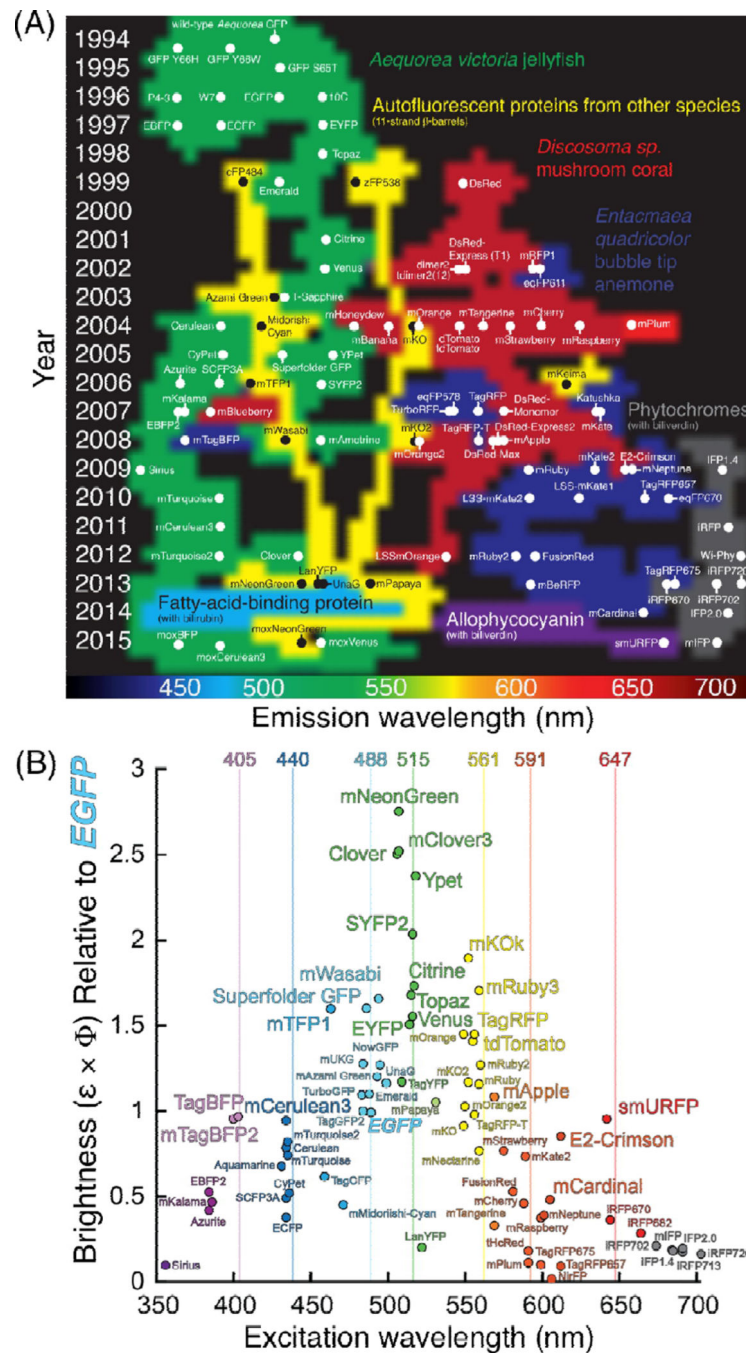 (A)
wild-type Aequorea GFP
1994
GFP Y66H GFP Y66W
1995 GFP S65T
Aequorea victoria jellyfish
1996 P4-3 W7 EGFP 10C
Autofluorescent proteins from other species
(11-strand β-barrels)
1997 EBFP ECFP EYFP
1998 Topaz
Discosoma sp.
mushroom coral
1999 cFP484 Emerald zFP538 DsRed
2000
Entacmaea
quadricolor
bubble tip
anemone
2001 Citrine
DsRed-
Express (T1) mRFP1
2002 Venus dimer2
tdimer2(12) eqFP611
2003 Azami Green T-Sapphire
mHoneydew mOrange mTangerine mCherry
2004 Cerulean Midoriishi
Cyan mBanana mKO dTomato
tdTomato mStrawberry mRaspberry mPlum
2005 CyPet Superfolder GFP YPet
2006 Azurite SCFP3A mTFP1 SYFP2 mKeima
2007 mKalama EBFP2 mBlueberry TurboRFP eqFP578 TagRFP DsRed-
Monomer Katushka mKate
Phytochromes
(with biliverdin)
2008 mTagBFP mWasabi mAmetrine mKO2 mOrange2 TagRFP-T DsRed-Express2 DsRed-Max mApple
2009 Sirius mRuby mKate2 E2-Crimson mNeptune IFP1.4
2010 mTurquoise LSS-mKate2 LSS-mKate1 TagRFP657 eqFP670
2011 mCerulean3 iRFP
2012 mTurquoise2 Clover LSSmOrange mRuby2 FusionRed Wi-Phy
2013 mNeonGreen LanYFP UnaG mPapaya mBeRFP TagRFP675 iRFP670 iRFP720 iRFP702
Fatty-acid-binding protein
(with bilirubin)
2014 mCardinal IFP2.0
Allophycocyanin
(with biliverdin)
2015 moxBFP moxCerulean3 moxNeonGreen moxVenus smURFP mIFP
Year
450 500 550 600 650 700
Emission wavelength (nm)
(B)
405 440 488 515 561 591 647
Brightness (ε × Φ) Relative to EGFP
3
2.5
2
1.5
1
0.5
0
mNeonGreen
mClover3
Clover
Ypet
SYFP2
mKOk
mWasabi
Citrine
mRuby3
Superfolder GFP
Topaz
mTFP1
Venus
TagRFP
EYFP
mOrange
tdTomato
NowGFP
mUKG
mKO2
mRuby2
UnaG
mAzami Green
TagYFP
mRuby
mApple
TurboGFP
Emerald
mPapaya
mOrange2
TagBFP
mCerulean3
smURFP
mTagBFP2
TagGFP2
EGFP
mKO
TagRFP-T
mTurquoise2
mStrawberry
E2-Crimson
Cerulean
mNectarine
mKate2
mTurquoise
Aquamarine
EBFP2
CyPet
TagCFP
FusionRed
mCardinal
mKalama
SCFP3A
mCherry
mNeptune
iRFP670
Azurite
ECFP
mMidoriishi-Cyan
mTangerine
mRaspberry
iRFP682
LanYFP
tHcRed
iRFP702
mIFP
IFP2.0
TagRFP675
IFP1.4
iRFP713
iRFP720
Sirius
mPlum
TagRFP657
NirFP
350 400 450 500 550 600 650 700
Excitation wavelength (nm)